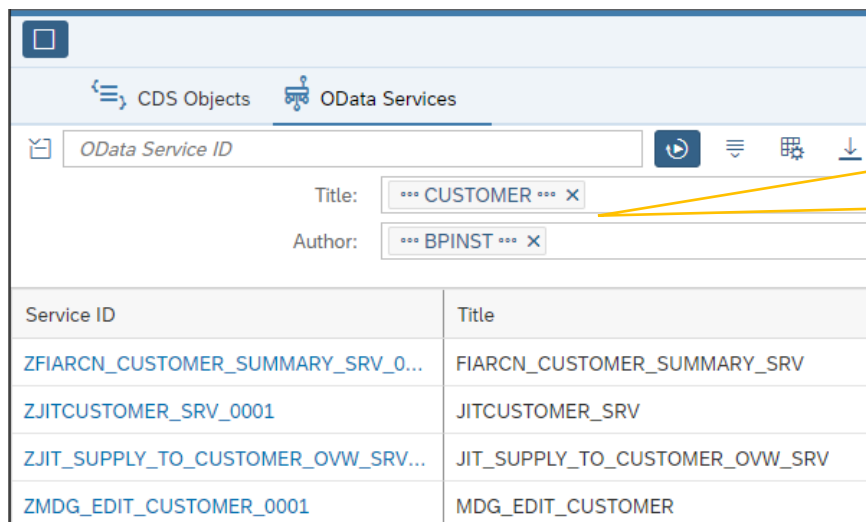 CDS Objects OData Services
OData Service ID
Title: CUSTOMER
Author: BPINST
Service ID Title
ZFIARCN_CUSTOMER_SUMMARY_SRV_0... FIARCN_CUSTOMER_SUMMARY_SRV
ZJITCUSTOMER_SRV_0001 JITCUSTOMER_SRV
ZJIT_SUPPLY_TO_CUSTOMER_OVW_SRV... JIT_SUPPLY_TO_CUSTOMER_OVW_SRV
ZMDG_EDIT_CUSTOMER_0001 MDG_EDIT_CUSTOMER